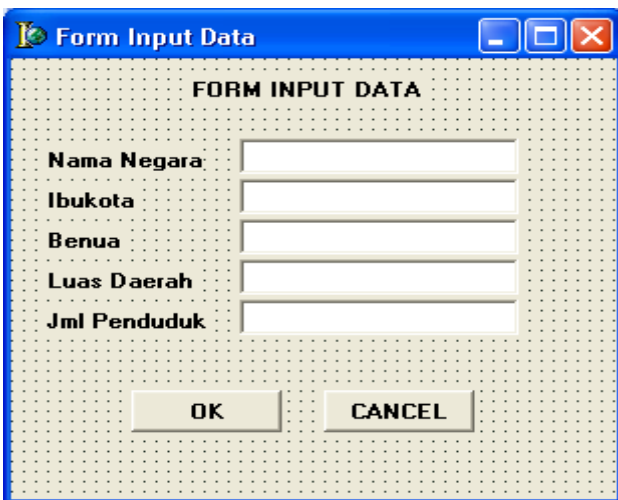 Form Input Data
FORM INPUT DATA
Nama Negara
Ibukota
Benua
Luas Daerah
Jml Penduduk
OK CANCEL